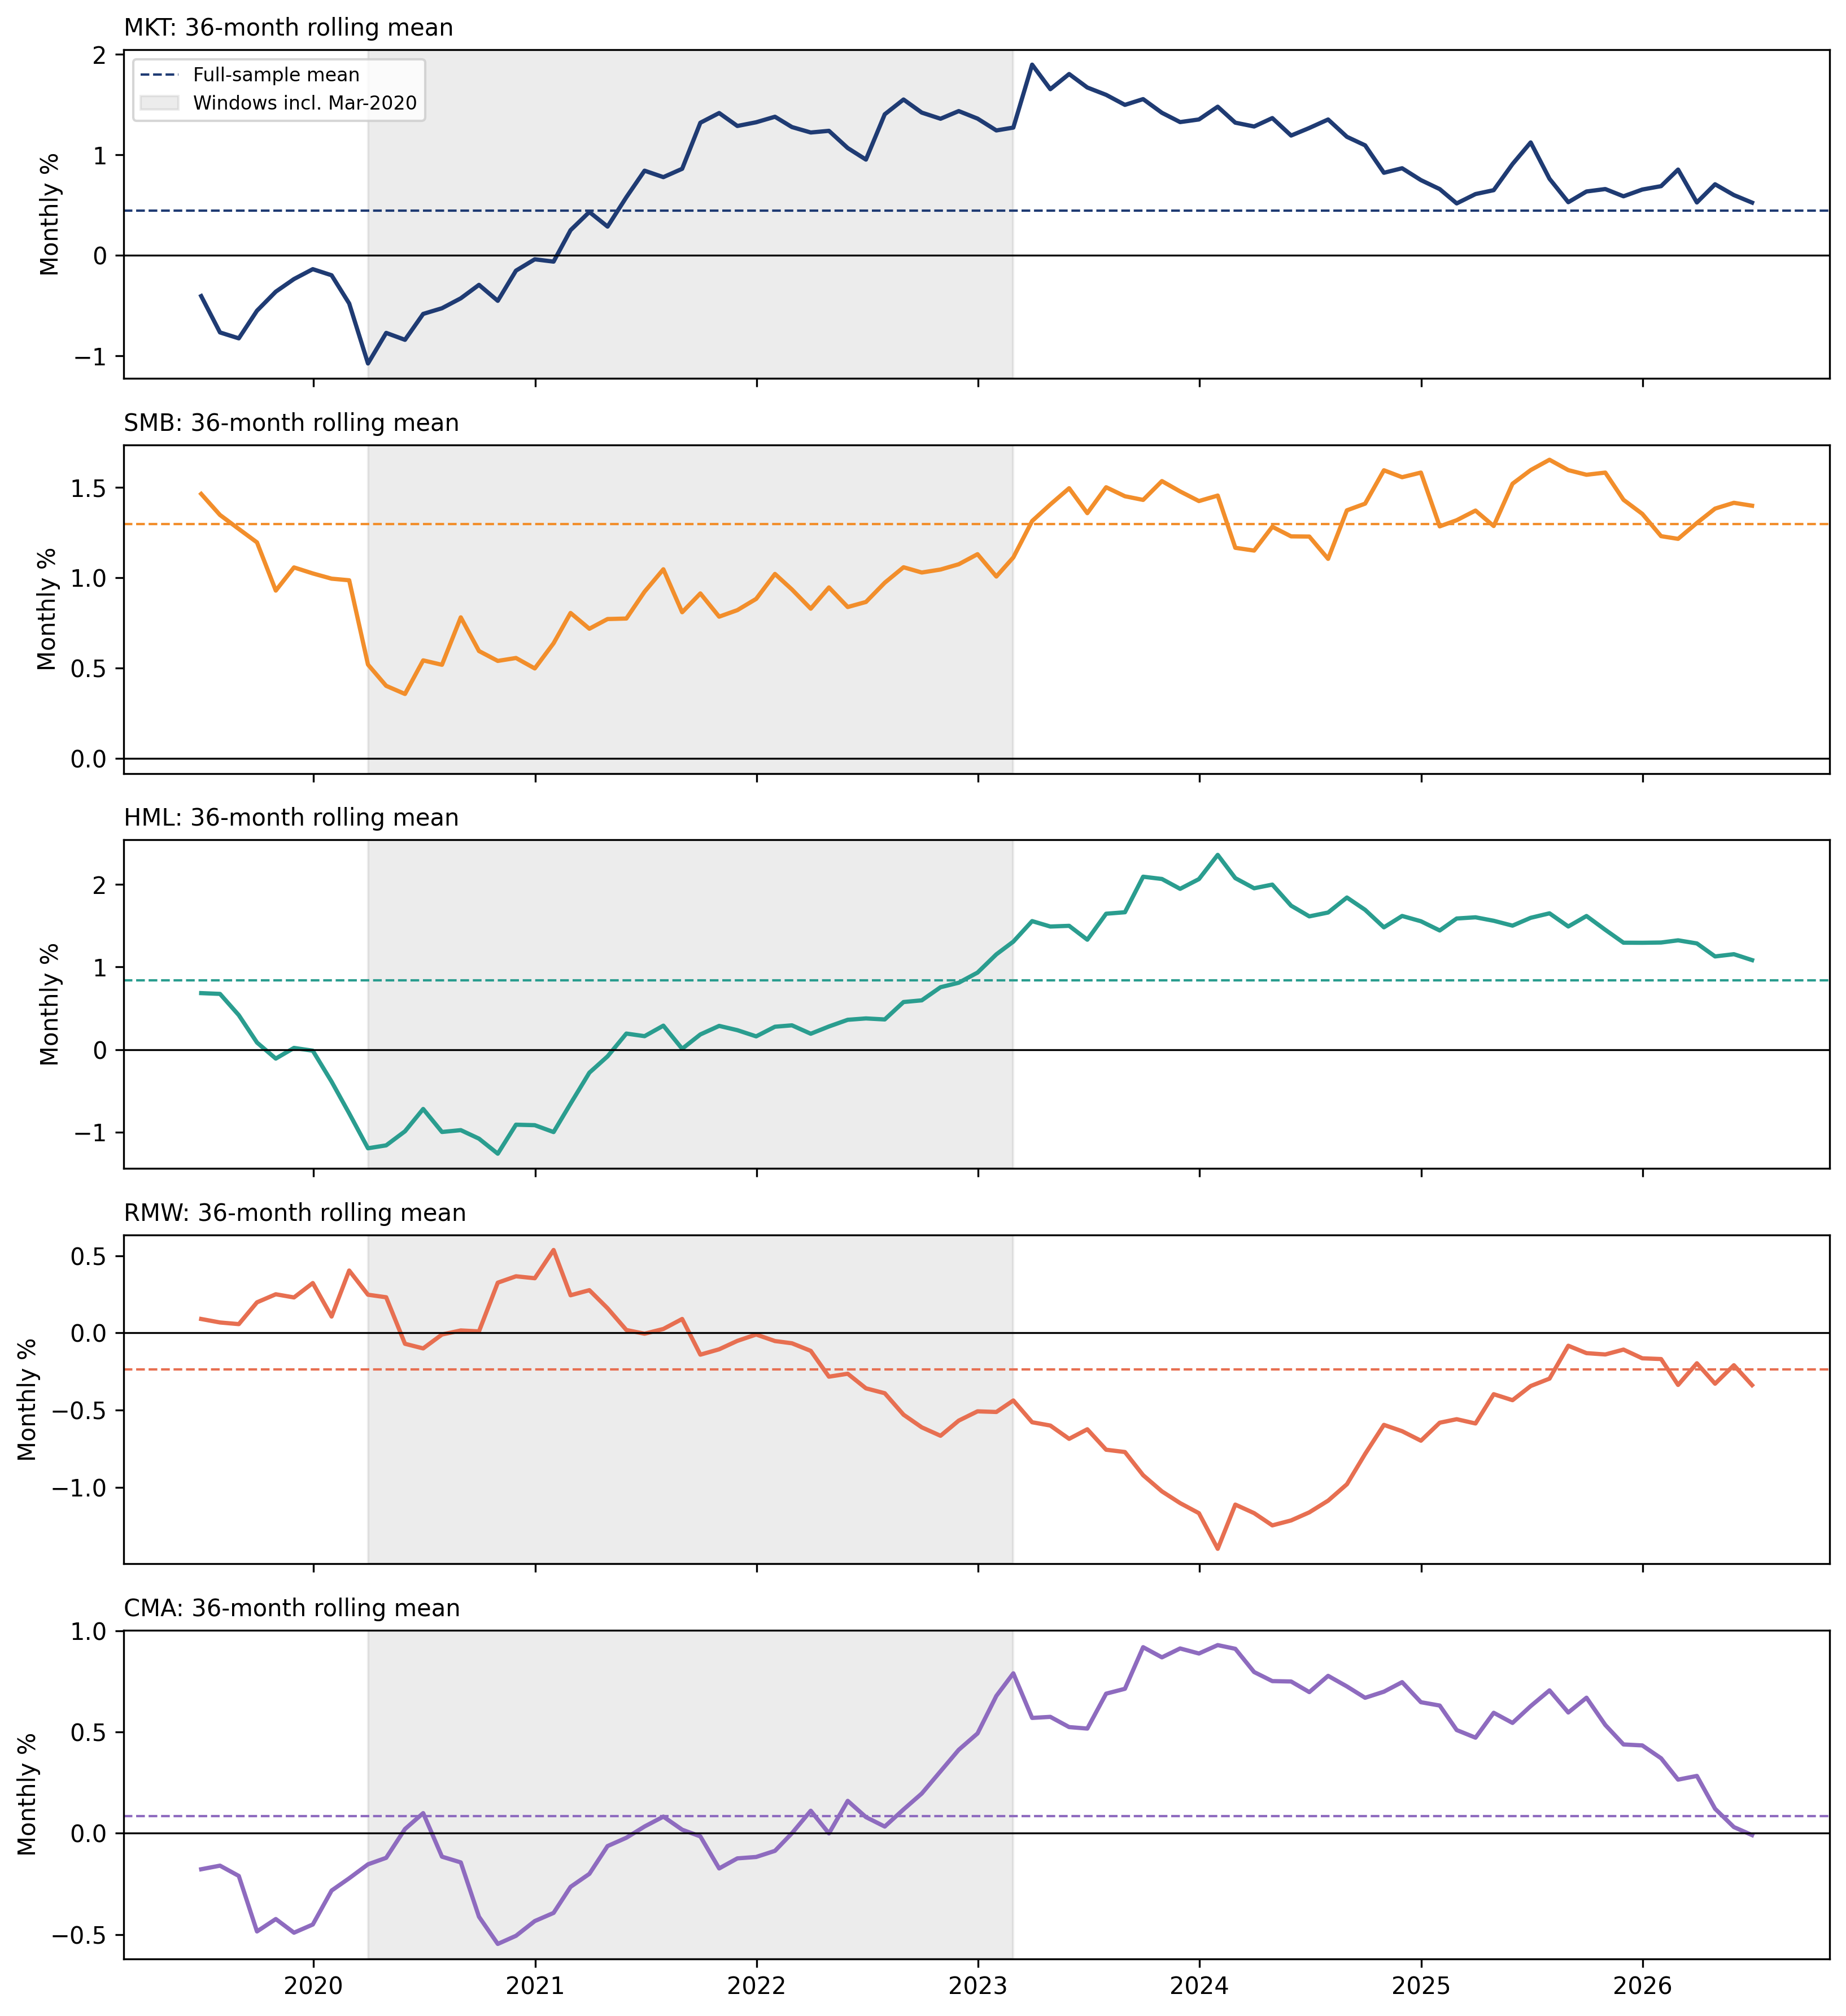 MKT: 36-month rolling mean
Full-sample mean
Windows incl. Mar-2020
Monthly %
2
1
0
−1
SMB: 36-month rolling mean
Monthly %
1.5
1.0
0.5
0.0
HML: 36-month rolling mean
Monthly %
2
1
0
−1
RMW: 36-month rolling mean
Monthly %
0.5
0.0
−0.5
−1.0
CMA: 36-month rolling mean
Monthly %
1.0
0.5
0.0
−0.5
2020 2021 2022 2023 2024 2025 2026